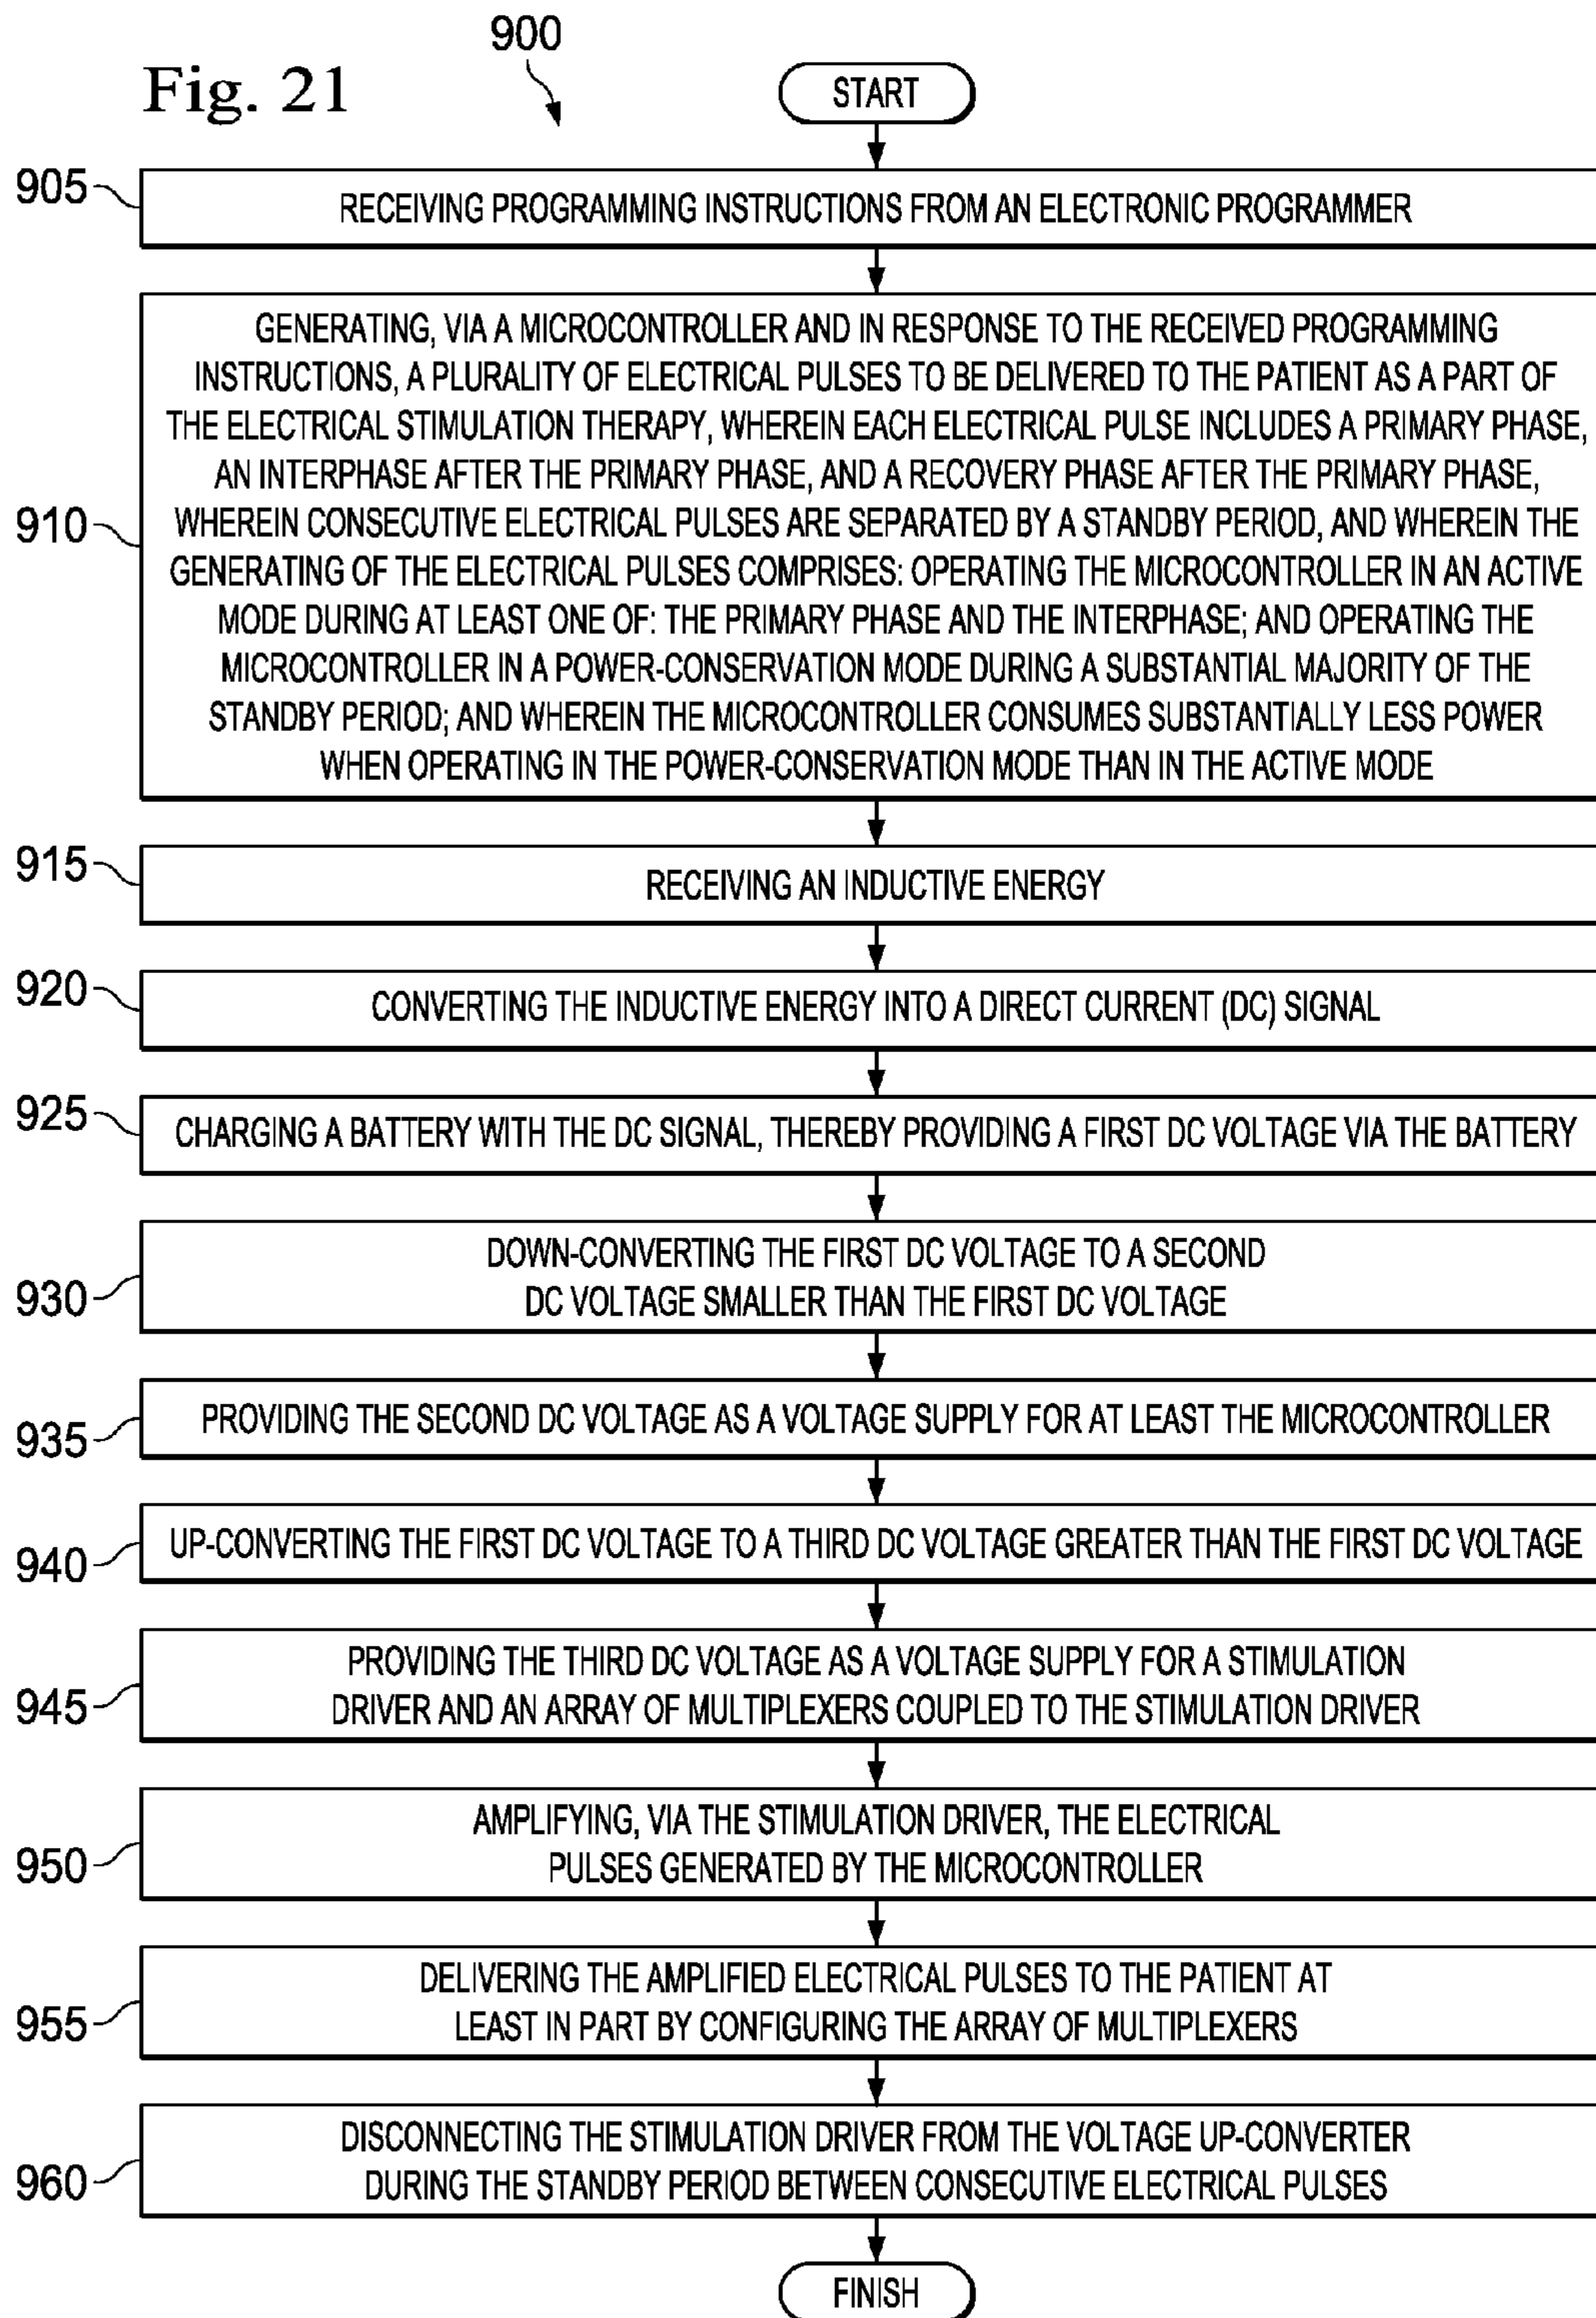 900
Fig. 21
START
905
RECEIVING PROGRAMMING INSTRUCTIONS FROM AN ELECTRONIC PROGRAMMER
910
GENERATING, VIA A MICROCONTROLLER AND IN RESPONSE TO THE RECEIVED PROGRAMMING
INSTRUCTIONS, A PLURALITY OF ELECTRICAL PULSES TO BE DELIVERED TO THE PATIENT AS A PART OF
THE ELECTRICAL STIMULATION THERAPY, WHEREIN EACH ELECTRICAL PULSE INCLUDES A PRIMARY PHASE,
AN INTERPHASE AFTER THE PRIMARY PHASE, AND A RECOVERY PHASE AFTER THE PRIMARY PHASE,
WHEREIN CONSECUTIVE ELECTRICAL PULSES ARE SEPARATED BY A STANDBY PERIOD, AND WHEREIN THE
GENERATING OF THE ELECTRICAL PULSES COMPRISES: OPERATING THE MICROCONTROLLER IN AN ACTIVE
MODE DURING AT LEAST ONE OF: THE PRIMARY PHASE AND THE INTERPHASE; AND OPERATING THE
MICROCONTROLLER IN A POWER-CONSERVATION MODE DURING A SUBSTANTIAL MAJORITY OF THE
STANDBY PERIOD; AND WHEREIN THE MICROCONTROLLER CONSUMES SUBSTANTIALLY LESS POWER
WHEN OPERATING IN THE POWER-CONSERVATION MODE THAN IN THE ACTIVE MODE
915
RECEIVING AN INDUCTIVE ENERGY
920
CONVERTING THE INDUCTIVE ENERGY INTO A DIRECT CURRENT (DC) SIGNAL
925
CHARGING A BATTERY WITH THE DC SIGNAL, THEREBY PROVIDING A FIRST DC VOLTAGE VIA THE BATTERY
930
DOWN-CONVERTING THE FIRST DC VOLTAGE TO A SECOND
DC VOLTAGE SMALLER THAN THE FIRST DC VOLTAGE
935
PROVIDING THE SECOND DC VOLTAGE AS A VOLTAGE SUPPLY FOR AT LEAST THE MICROCONTROLLER
940
UP-CONVERTING THE FIRST DC VOLTAGE TO A THIRD DC VOLTAGE GREATER THAN THE FIRST DC VOLTAGE
945
PROVIDING THE THIRD DC VOLTAGE AS A VOLTAGE SUPPLY FOR A STIMULATION
DRIVER AND AN ARRAY OF MULTIPLEXERS COUPLED TO THE STIMULATION DRIVER
950
AMPLIFYING, VIA THE STIMULATION DRIVER, THE ELECTRICAL
PULSES GENERATED BY THE MICROCONTROLLER
955
DELIVERING THE AMPLIFIED ELECTRICAL PULSES TO THE PATIENT AT
LEAST IN PART BY CONFIGURING THE ARRAY OF MULTIPLEXERS
960
DISCONNECTING THE STIMULATION DRIVER FROM THE VOLTAGE UP-CONVERTER
DURING THE STANDBY PERIOD BETWEEN CONSECUTIVE ELECTRICAL PULSES
FINISH